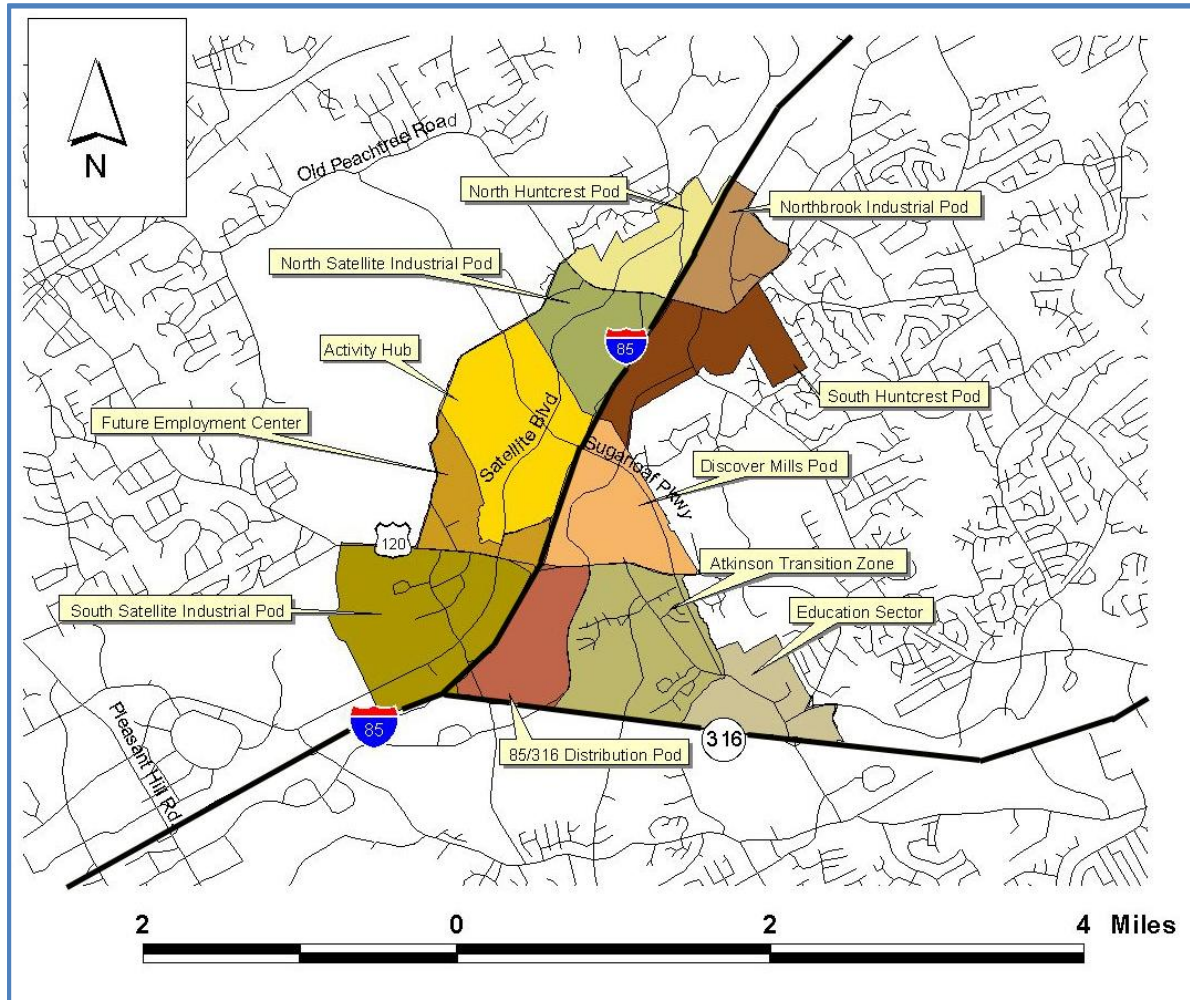 Old Peachtree Road
N
North Huntcrest Pod
Northbrook Industrial Pod
North Satellite Industrial Pod
85
Activity Hub
South Huntcrest Pod
Future Employment Center
Satellite Blvd
Sugarloaf Pkwy
Discover Mills Pod
120
Atkinson Transition Zone
South Satellite Industrial Pod
Education Sector
Pleasant Hill Rd
85
316
85/316 Distribution Pod
2 0 2 4 Miles